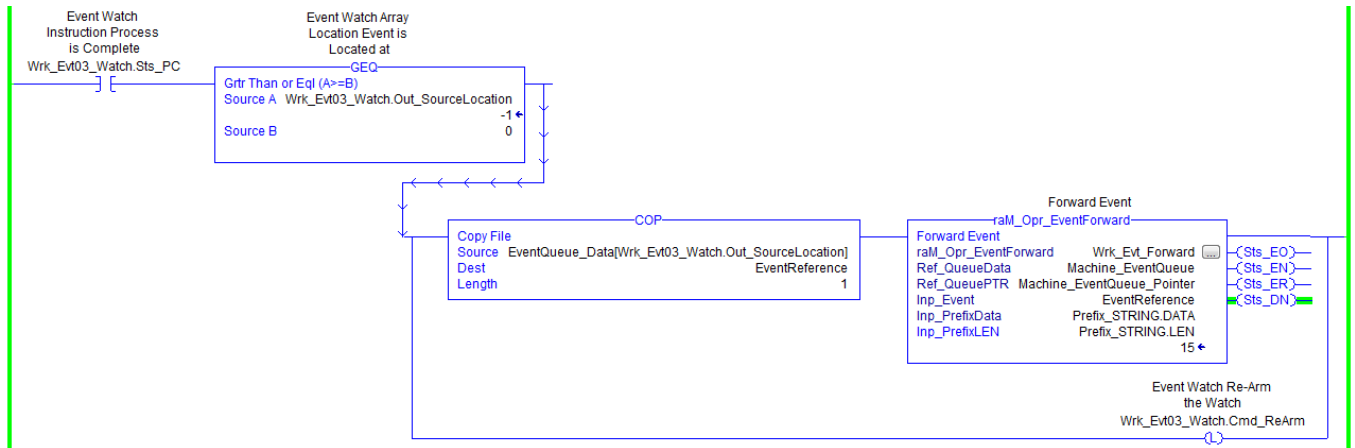 Event Watch
Instruction Process
is Complete
Wrk_Evt03_Watch.Sts_PC
Event Watch Array
Location Event is
Located at
GEQ
Grtr Than or Eql (A>=B)
Source A Wrk_Evt03_Watch.Out_SourceLocation
-1
Source B 0
COP
Copy File
Source EventQueue_Data[Wrk_Evt03_Watch.Out_SourceLocation]
Dest EventReference
Length 1
Forward Event
raM_Opr_EventForward
Forward Event
raM_Opr_EventForward Wrk_Evt_Forward ...
Ref_QueueData Machine_EventQueue
Ref_QueuePTR Machine_EventQueue_Pointer
Inp_Event EventReference
Inp_PrefixData Prefix_STRING.DATA
Inp_PrefixLEN Prefix_STRING.LEN
15
Sts_EO
Sts_EN
Sts_ER
Sts_DN
Event Watch Re-Arm
the Watch
Wrk_Evt03_Watch.Cmd_ReArm
L